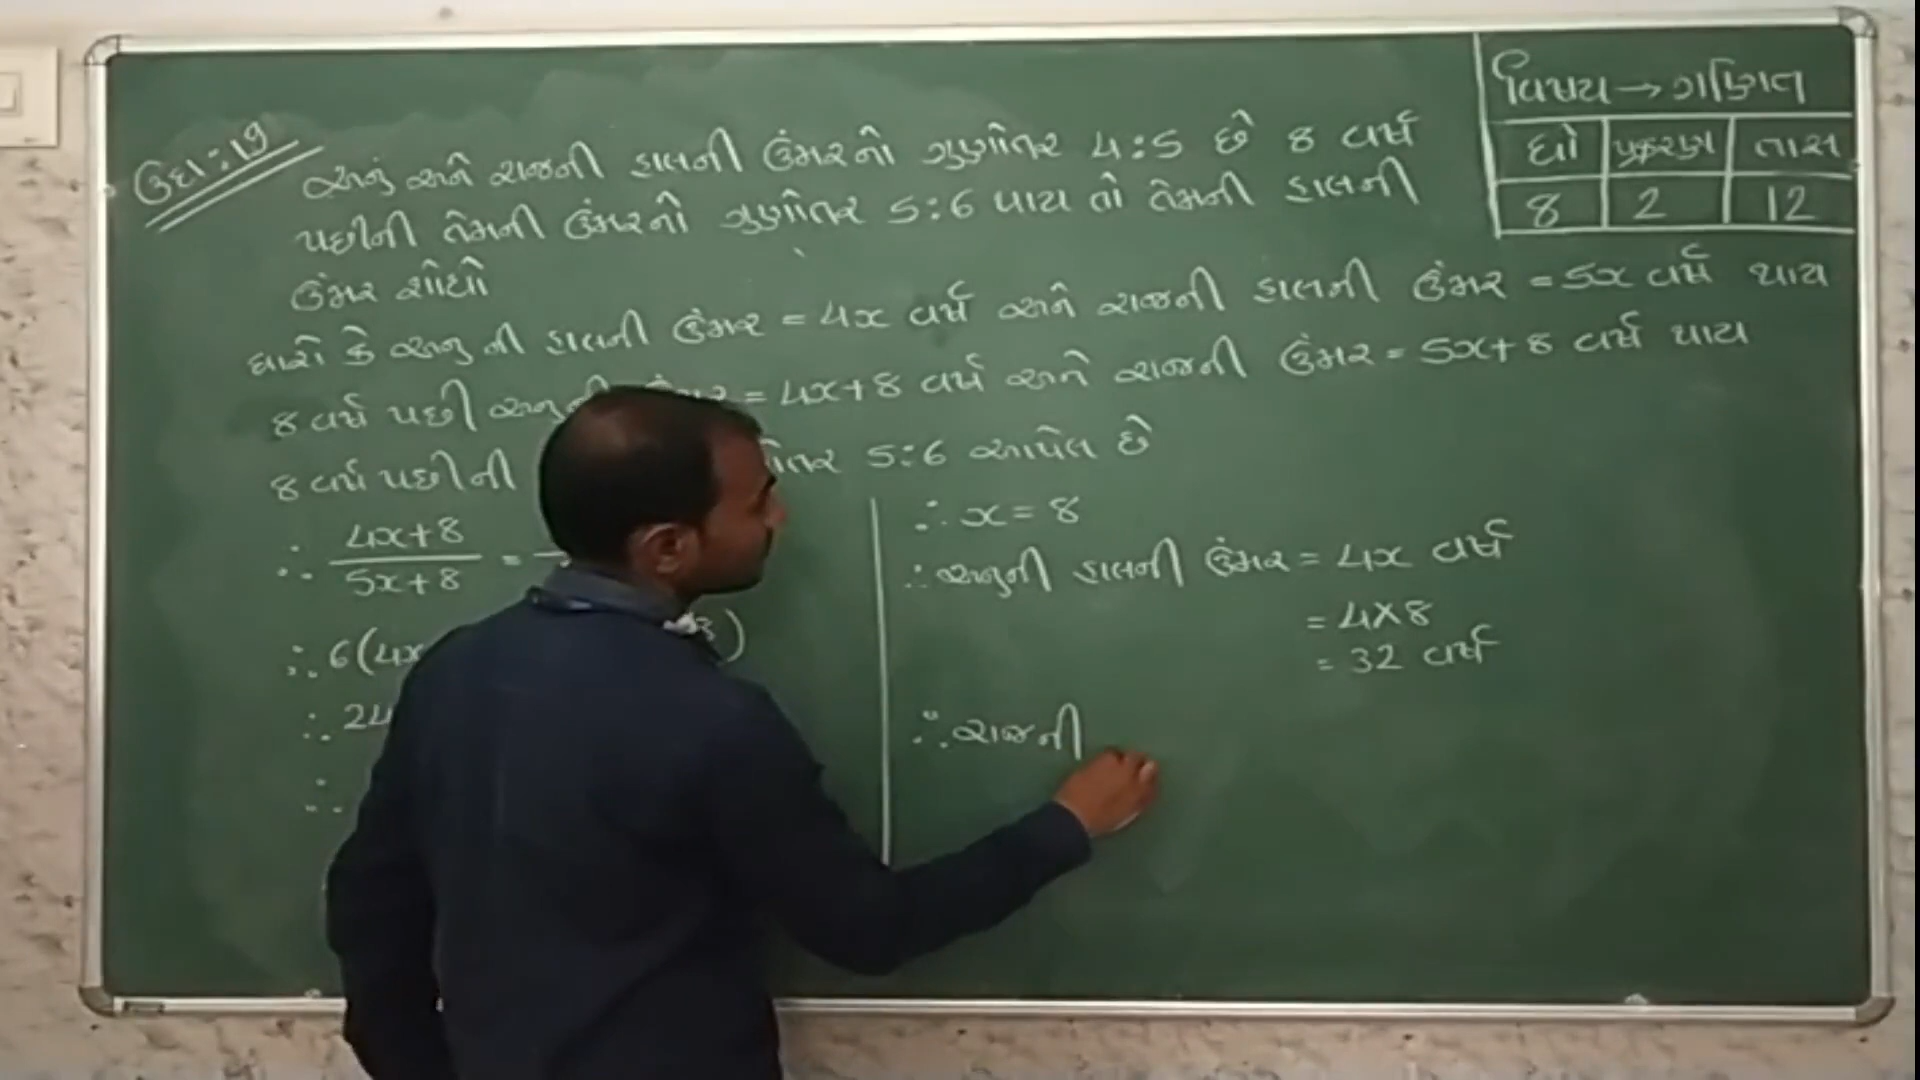 ઉદા:19
અનુ અને રાજની હાલની ઉંમરનો ગુણોતર 4:5 છે 8 વર્ષ
પછીની તેમની ઉંમરનો ગુણોતર 5:6 થાય તો તેમની હાલની
ઉંમર શોધો
વિષય → ગણિત
ધો પ્રકરણ તાસ
8 2 12
ધારો કે અનુ ની હાલની ઉંમર = 4x વર્ષ અને રાજની હાલની ઉંમર = 5x વર્ષ થાય
8 વર્ષ પછી અનુની = 4x+8 વર્ષ અને રાજની ઉંમર = 5x+8 વર્ષ થાય
8 વર્ષ પછીની 5:6 આપેલ છે
∴ 4x+8
5x+8 =
∴ 6(4x )
∴ 24
∴
∴ x = 8
∴ અનુની હાલની ઉંમર = 4x વર્ષ
= 4X8
= 32 વર્ષ
∴ રાજની